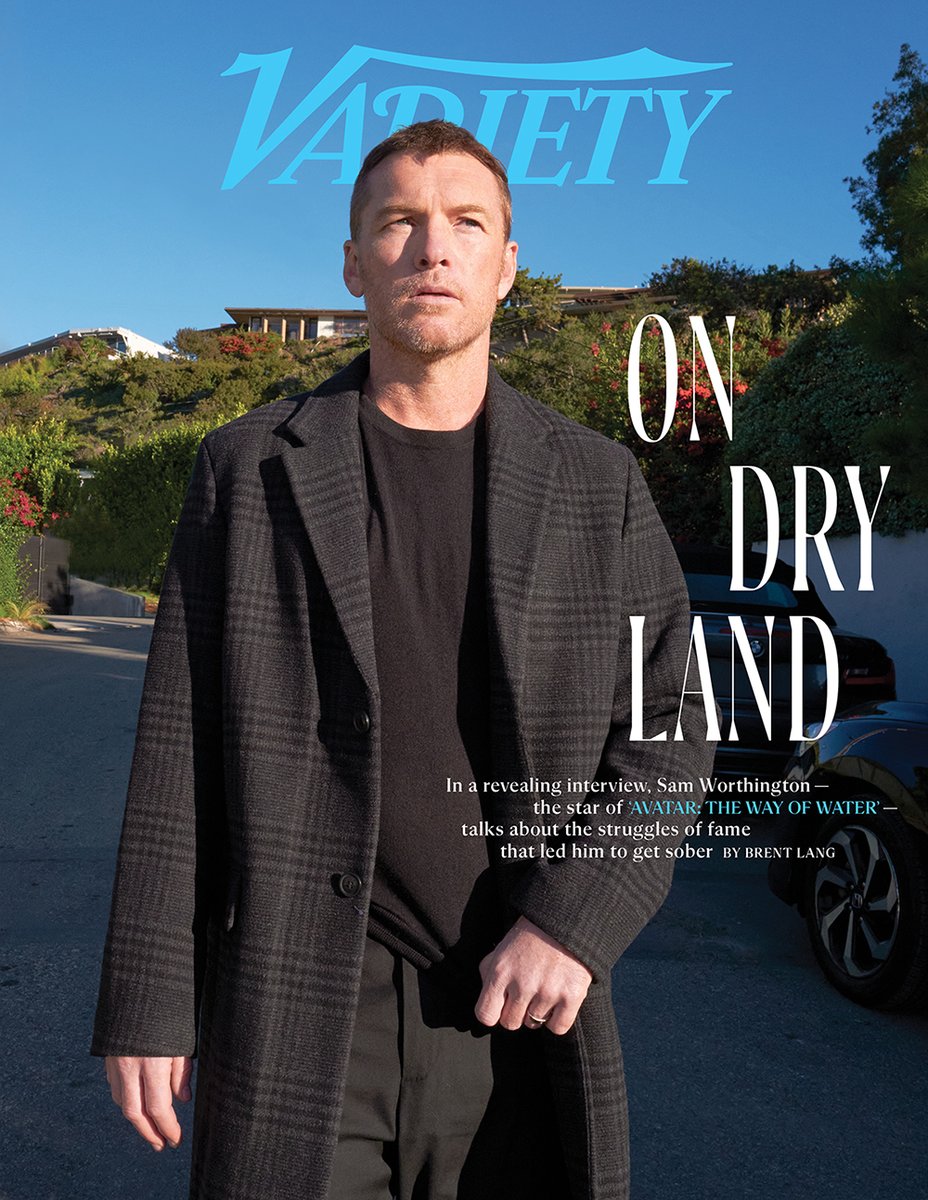 VARIETY
ON
DRY
LAND
In a revealing interview, Sam Worthington —
the star of ‘AVATAR: THE WAY OF WATER’ —
talks about the struggles of fame
that led him to get sober BY BRENT LANG